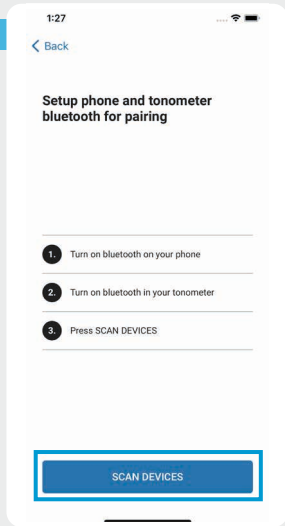 1:27
Back
Setup phone and tonometer
bluetooth for pairing
1. Turn on bluetooth on your phone
2. Turn on bluetooth in your tonometer
3. Press SCAN DEVICES
SCAN DEVICES